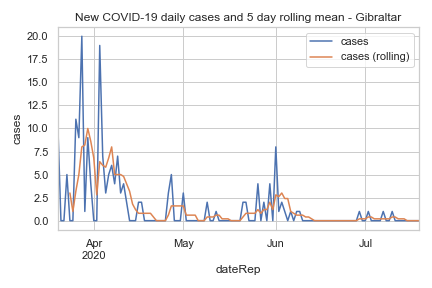 New COVID-19 daily cases and 5 day rolling mean - Gibraltar
cases
cases (rolling)
20.0
17.5
15.0
12.5
10.0
7.5
5.0
2.5
0.0
cases
Apr
2020
May
Jun
Jul
dateRep